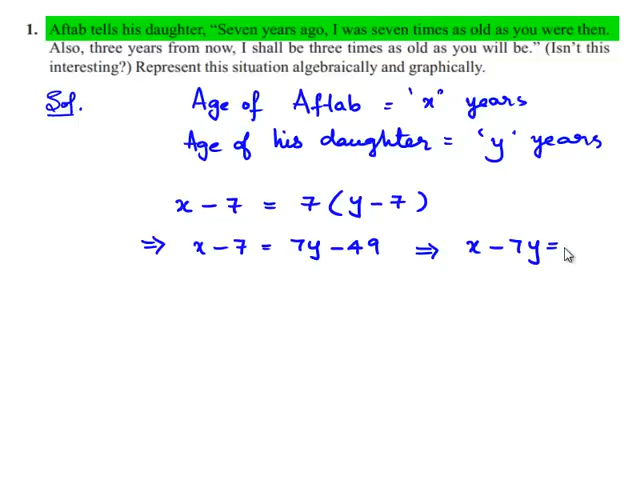 1. Aftab tells his daughter, “Seven years ago, I was seven times as old as you were then.
Also, three years from now, I shall be three times as old as you will be.” (Isn't this
interesting?) Represent this situation algebraically and graphically.
Sol. Age of Aftab = 'x" years
Age of his daughter = 'y' years
x - 7 = 7 (y - 7)
⇒ x - 7 = 7y - 49 ⇒ x - 7y =